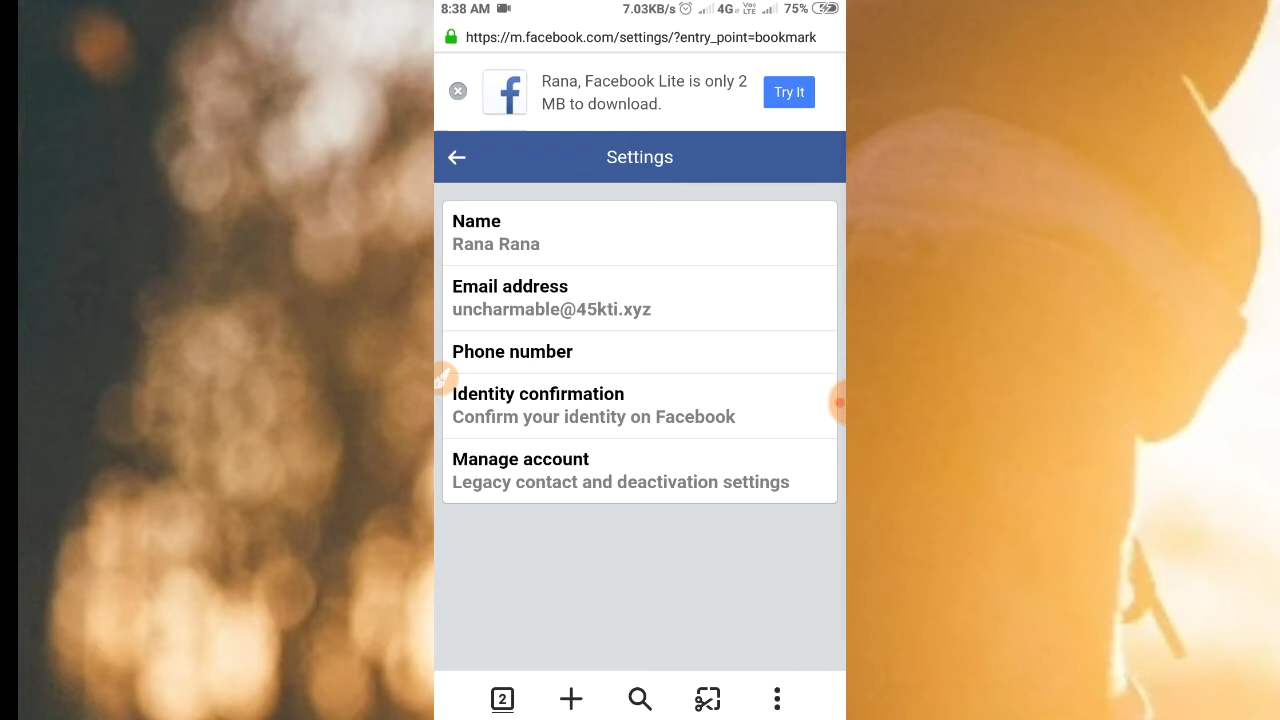 8:38 AM 7.03KB/s 4G Vo) LTE 75%
https://m.facebook.com/settings/?entry_point=bookmark
Rana, Facebook Lite is only 2
MB to download.
Try It
Settings
Name
Rana Rana
Email address
uncharmable@45kti.xyz
Phone number
Identity confirmation
Confirm your identity on Facebook
Manage account
Legacy contact and deactivation settings
2